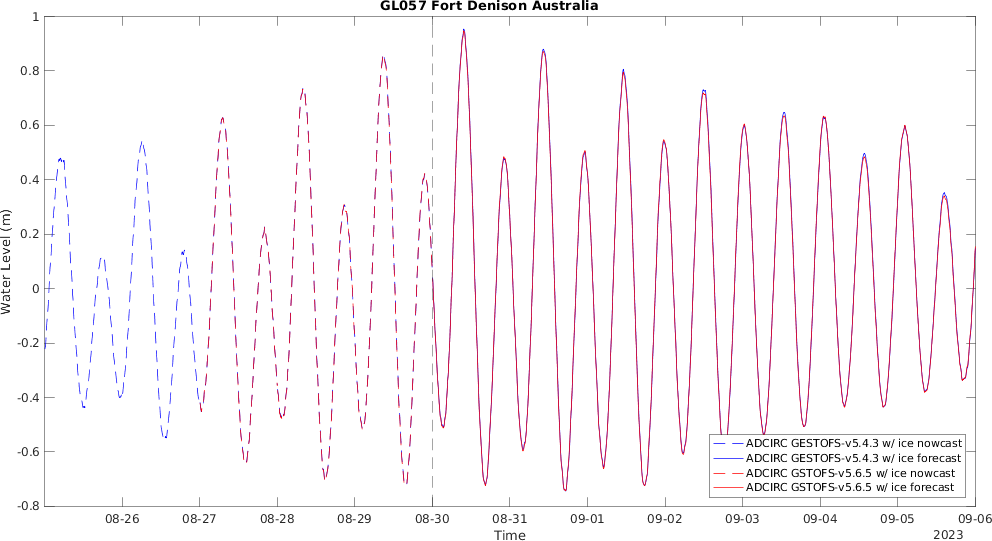 GL057 Fort Denison Australia
1
0.8
0.6
0.4
0.2
0
-0.2
-0.4
-0.6
-0.8
Water Level (m)
ADCIRC GESTOFS-v5.4.3 w/ ice nowcast
ADCIRC GESTOFS-v5.4.3 w/ ice forecast
ADCIRC GSTOFS-v5.6.5 w/ ice nowcast
ADCIRC GSTOFS-v5.6.5 w/ ice forecast
08-26 08-27 08-28 08-29 08-30 08-31 09-01 09-02 09-03 09-04 09-05 09-06
Time
2023